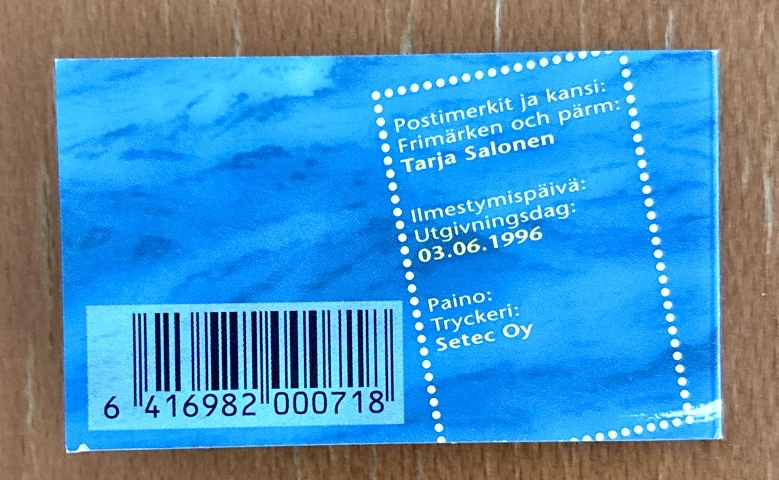 Postimerkit ja kansi:
Frimärken och pärm:
Tarja Salonen
Ilmestymispäivä:
Utgivningsdag:
03.06.1996
Paino:
Tryckeri:
Setec Oy
6 416982 000718